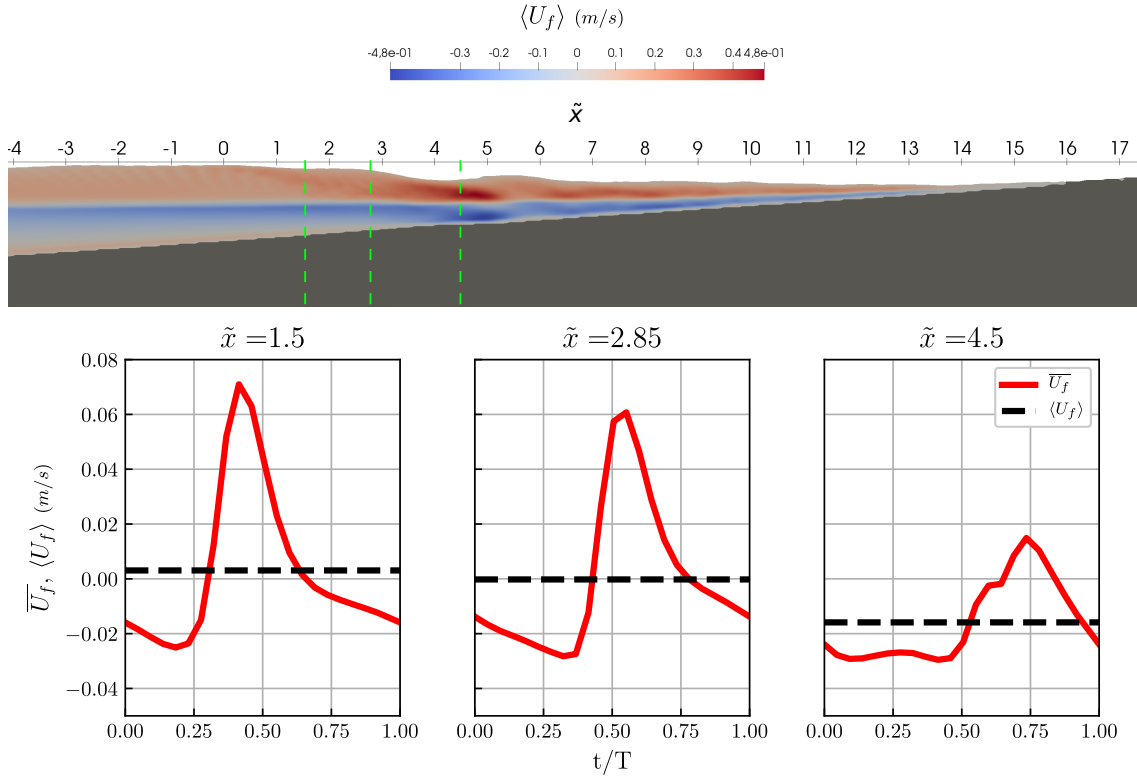 ⟨U_f⟩ (m/s)
-4,8e-01 -0.3 -0.2 -0.1 0 0.1 0.2 0.3 0.4 4,8e-01
x̃
-4 -3 -2 -1 0 1 2 3 4 5 6 7 8 9 10 11 12 13 14 15 16 17
x̃ =1.5 x̃ =2.85 x̃ =4.5
U̅_f̅, ⟨U_f⟩ (m/s)
0.08
0.06
0.04
0.02
0.00
−0.02
−0.04
U̅_f̅
⟨U_f⟩
0.00 0.25 0.50 0.75 1.00 0.00 0.25 0.50 0.75 1.00 0.00 0.25 0.50 0.75 1.00
t/T